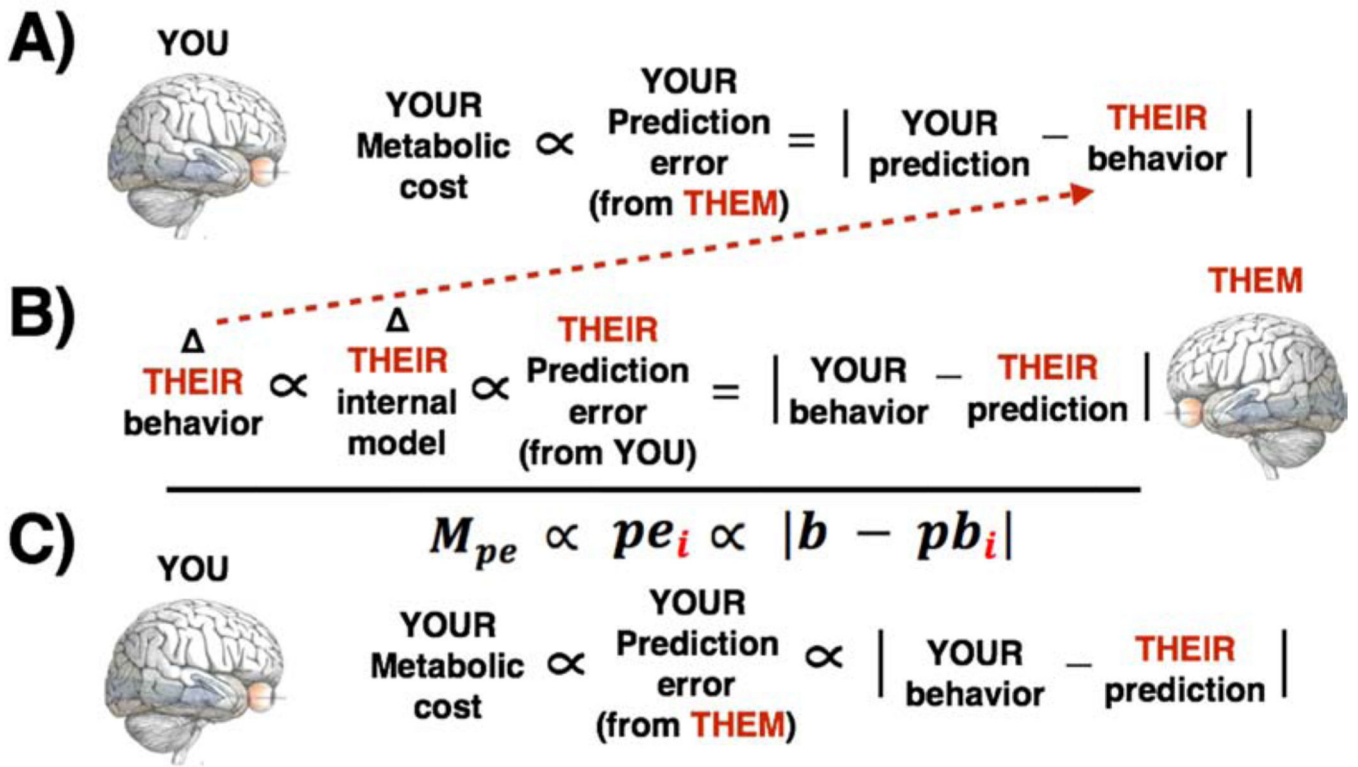 A)
YOU
YOUR
Metabolic
cost
∝
YOUR
Prediction
error
(from THEM)
=
|
YOUR
prediction
−
THEIR
behavior
|
B)
Δ
THEIR
behavior
∝
Δ
THEIR
internal
model
∝
THEIR
Prediction
error
(from YOU)
=
|
YOUR
behavior
−
THEIR
prediction
|
THEM
C)
YOU
M_pe ∝ pe_i ∝ |b − pb_i|
YOUR
Metabolic
cost
∝
YOUR
Prediction
error
(from THEM)
∝
|
YOUR
behavior
−
THEIR
prediction
|